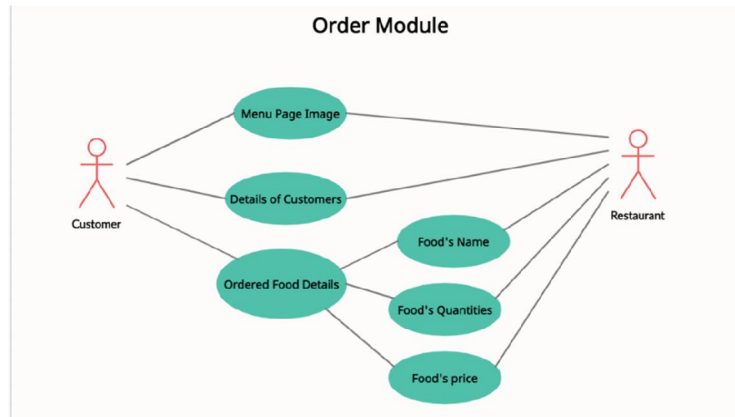 Order Module
Menu Page Image
Customer
Details of Customers
Restaurant
Food's Name
Ordered Food Details
Food's Quantities
Food's price